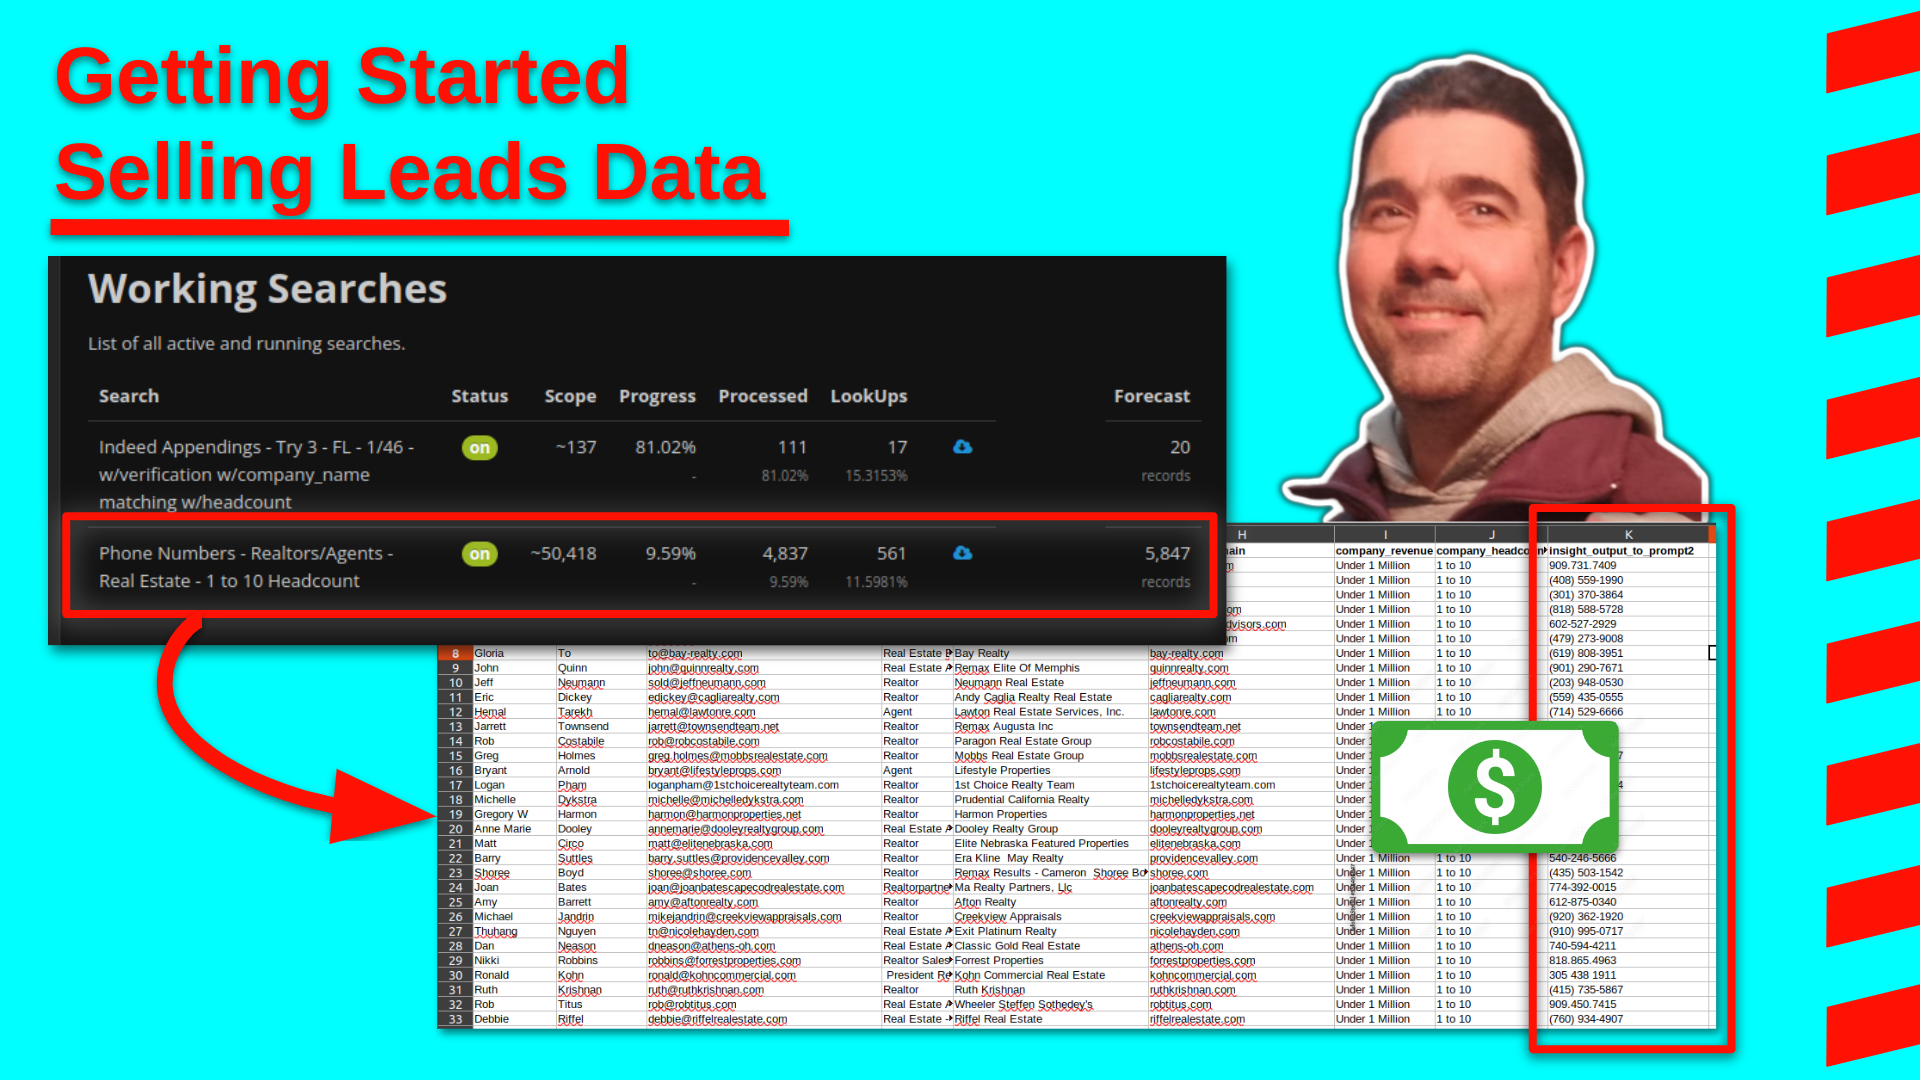 Getting Started
Selling Leads Data
Working Searches
List of all active and running searches.
Search Status Scope Progress Processed LookUps Forecast
Indeed Appendings - Try 3 - FL - 1/46 - on ~137 81.02% 111 17 20
w/verification w/company_name - 81.02% 15.3153% records
matching w/headcount
Phone Numbers - Realtors/Agents - on ~50,418 9.59% 4,837 561 5,847
Real Estate - 1 to 10 Headcount - 9.59% 11.5981% records
H I J K
company_revenue insight_output_to_prompt2
Under 1 Million 1 to 10 909.731.7409
Under 1 Million 1 to 10 (408) 559-1990
Under 1 Million 1 to 10 (301) 370-3864
Under 1 Million 1 to 10 (818) 588-5728
Under 1 Million 1 to 10 602-527-2929
Under 1 Million 1 to 10 (479) 273-9008
8 Gloria To to@bay-realty.com Real Estate Bay Realty bay-realty.com Under 1 Million 1 to 10 (619) 808-3951
9 John Quinn john@quinnrealty.com Real Estate A Remax Elite Of Memphis quinnrealty.com Under 1 Million 1 to 10 (901) 290-7671
10 Jeff Neumann sold@jeffneumann.com Realtor Neumann Real Estate jeffneumann.com Under 1 Million 1 to 10 (203) 948-0530
11 Eric Dickey edickey@cagliarealty.com Realtor Andy Caglia Realty Real Estate cagliarealty.com Under 1 Million 1 to 10 (559) 435-0555
12 Hemal Tarekh hemal@lawtonre.com Agent Lawton Real Estate Services, Inc. lawtonre.com Under 1 Million 1 to 10 (714) 529-6666
13 Jarrett Townsend jarrett@townsendteam.net Realtor Remax Augusta Inc townsendteam.net Under
14 Rob Costabile rob@robcostabile.com Realtor Paragon Real Estate Group robcostabile.com Under
15 Greg Holmes greg.holmes@mobbsrealestate.com Realtor Mobbs Real Estate Group mobbsrealestate.com Under
16 Bryant Arnold bryant@lifestyleprops.com Agent Lifestyle Properties lifestyleprops.com Under
17 Logan Pham loganpham@1stchoicerealtyteam.com Realtor 1st Choice Realty Team 1stchoicerealtyteam.com Under
18 Michelle Dykstra michelle@michelledykstra.com Realtor Prudential California Realty michelledykstra.com Under
19 Gregory W Harmon harmon@harmonproperties.net Realtor Harmon Properties harmonproperties.net Under
20 Anne Marie Dooley annemarie@dooleyrealtygroup.com Real Estate A Dooley Realty Group dooleyrealtygroup.com Under
21 Matt Circo matt@elitenebraska.com Realtor Elite Nebraska Featured Properties elitenebraska.com Under
22 Barry Suttles barry.suttles@providencevalley.com Realtor Era Kline May Realty providencevalley.com Under 1 Million 1 to 10 540-246-5666
23 Shoree Boyd shoree@shoree.com Realtor Remax Results - Cameron Shoree Bo shoree.com Under 1 Million 1 to 10 (435) 503-1542
24 Joan Bates joan@joanbatescapecodrealestate.com Realtorpartne Ma Realty Partners, Llc joanbatescapecodrealestate.com Under 1 Million 1 to 10 774-392-0015
25 Amy Barrett amy@aftonrealty.com Realtor Afton Realty aftonrealty.com Under 1 Million 1 to 10 612-875-0340
26 Michael Jandrin mikejandrin@creekviewappraisals.com Realtor Creekview Appraisals creekviewappraisals.com Under 1 Million 1 to 10 (920) 362-1920
27 Thuhang Nguyen tn@nicolehayden.com Real Estate A Exit Platinum Realty nicolehayden.com Under 1 Million 1 to 10 (910) 995-0717
28 Dan Neason dneason@athens-oh.com Real Estate A Classic Gold Real Estate athens-oh.com Under 1 Million 1 to 10 740-594-4211
29 Nikki Robbins robbins@forrestproperties.com Realtor Sales Forrest Properties forrestproperties.com Under 1 Million 1 to 10 818.865.4963
30 Ronald Kohn ronald@kohncommercial.com President Re Kohn Commercial Real Estate kohncommercial.com Under 1 Million 1 to 10 305 438 1911
31 Ruth Krishnan ruth@ruthkrishnan.com Realtor Ruth Krishnan ruthkrishnan.com Under 1 Million 1 to 10 (415) 735-5867
32 Rob Titus rob@robtitus.com Real Estate A Wheeler Steffen Sothedey's robtitus.com Under 1 Million 1 to 10 909.450.7415
33 Debbie Riffel debbie@riffelrealestate.com Real Estate - Riffel Real Estate riffelrealestate.com Under 1 Million 1 to 10 (760) 934-4907